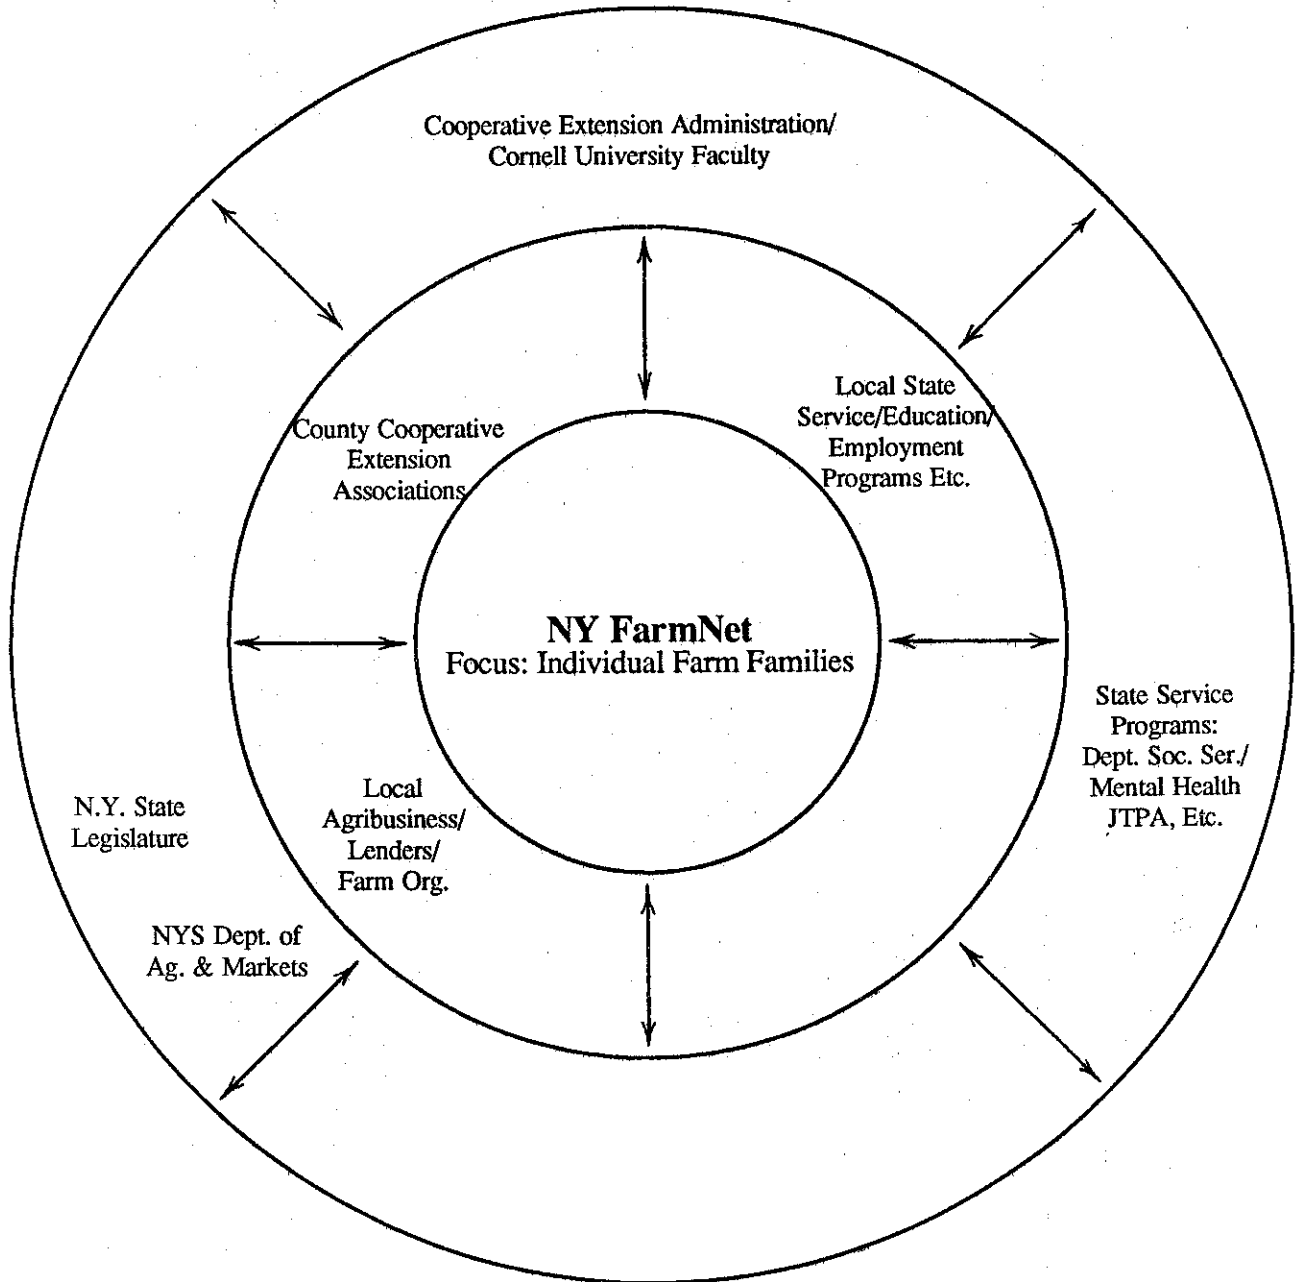 Cooperative Extension Administration/
Cornell University Faculty
County Cooperative
Extension
Associations
Local State
Service/Education/
Employment
Programs Etc.
NY FarmNet
Focus: Individual Farm Families
State Service
Programs:
Dept. Soc. Ser./
Mental Health
JTPA, Etc.
Local
Agribusiness/
Lenders/
Farm Org.
N.Y. State
Legislature
NYS Dept. of
Ag. & Markets